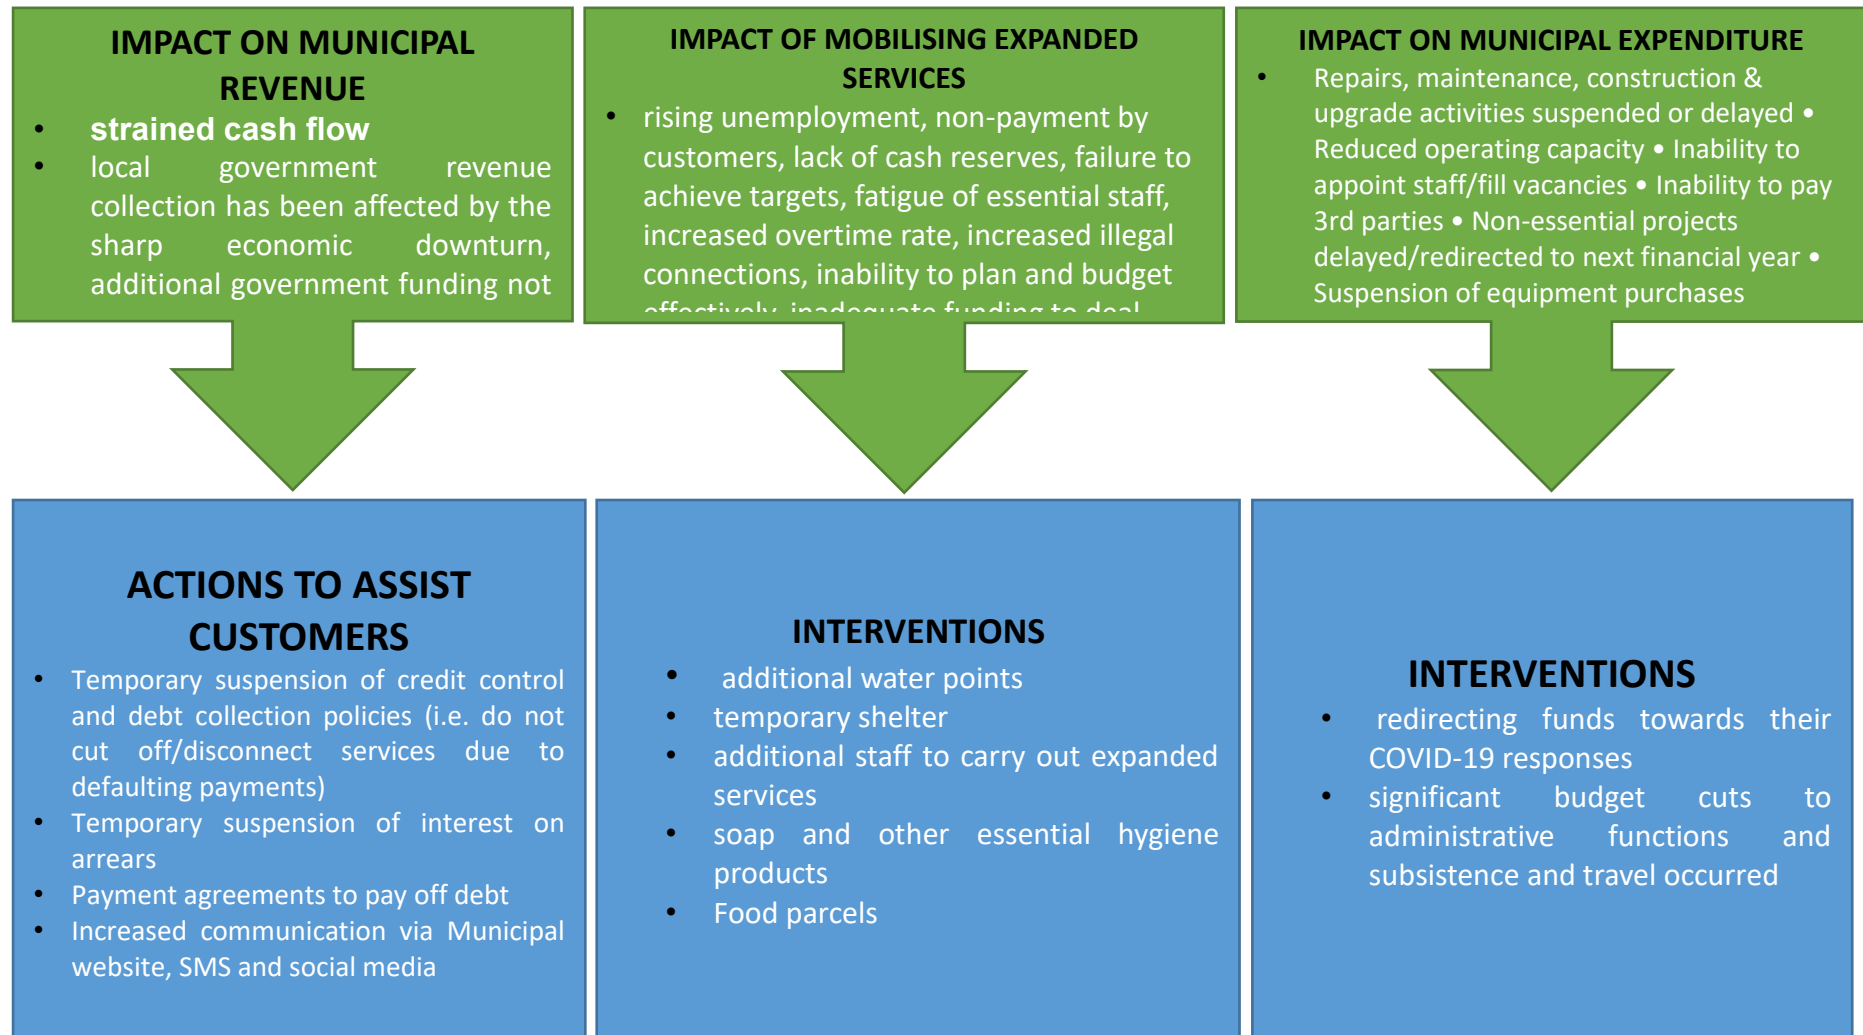 IMPACT ON MUNICIPAL
REVENUE
• strained cash flow
• local government revenue
collection has been affected by the
sharp economic downturn,
additional government funding not
IMPACT OF MOBILISING EXPANDED
SERVICES
• rising unemployment, non-payment by
customers, lack of cash reserves, failure to
achieve targets, fatigue of essential staff,
increased overtime rate, increased illegal
connections, inability to plan and budget
effectively, inadequate funding to deal
IMPACT ON MUNICIPAL EXPENDITURE
• Repairs, maintenance, construction &
upgrade activities suspended or delayed •
Reduced operating capacity • Inability to
appoint staff/fill vacancies • Inability to pay
3rd parties • Non-essential projects
delayed/redirected to next financial year •
Suspension of equipment purchases
ACTIONS TO ASSIST
CUSTOMERS
• Temporary suspension of credit control
and debt collection policies (i.e. do not
cut off/disconnect services due to
defaulting payments)
• Temporary suspension of interest on
arrears
• Payment agreements to pay off debt
• Increased communication via Municipal
website, SMS and social media
INTERVENTIONS
• additional water points
• temporary shelter
• additional staff to carry out expanded
services
• soap and other essential hygiene
products
• Food parcels
INTERVENTIONS
• redirecting funds towards their
COVID-19 responses
• significant budget cuts to
administrative functions and
subsistence and travel occurred